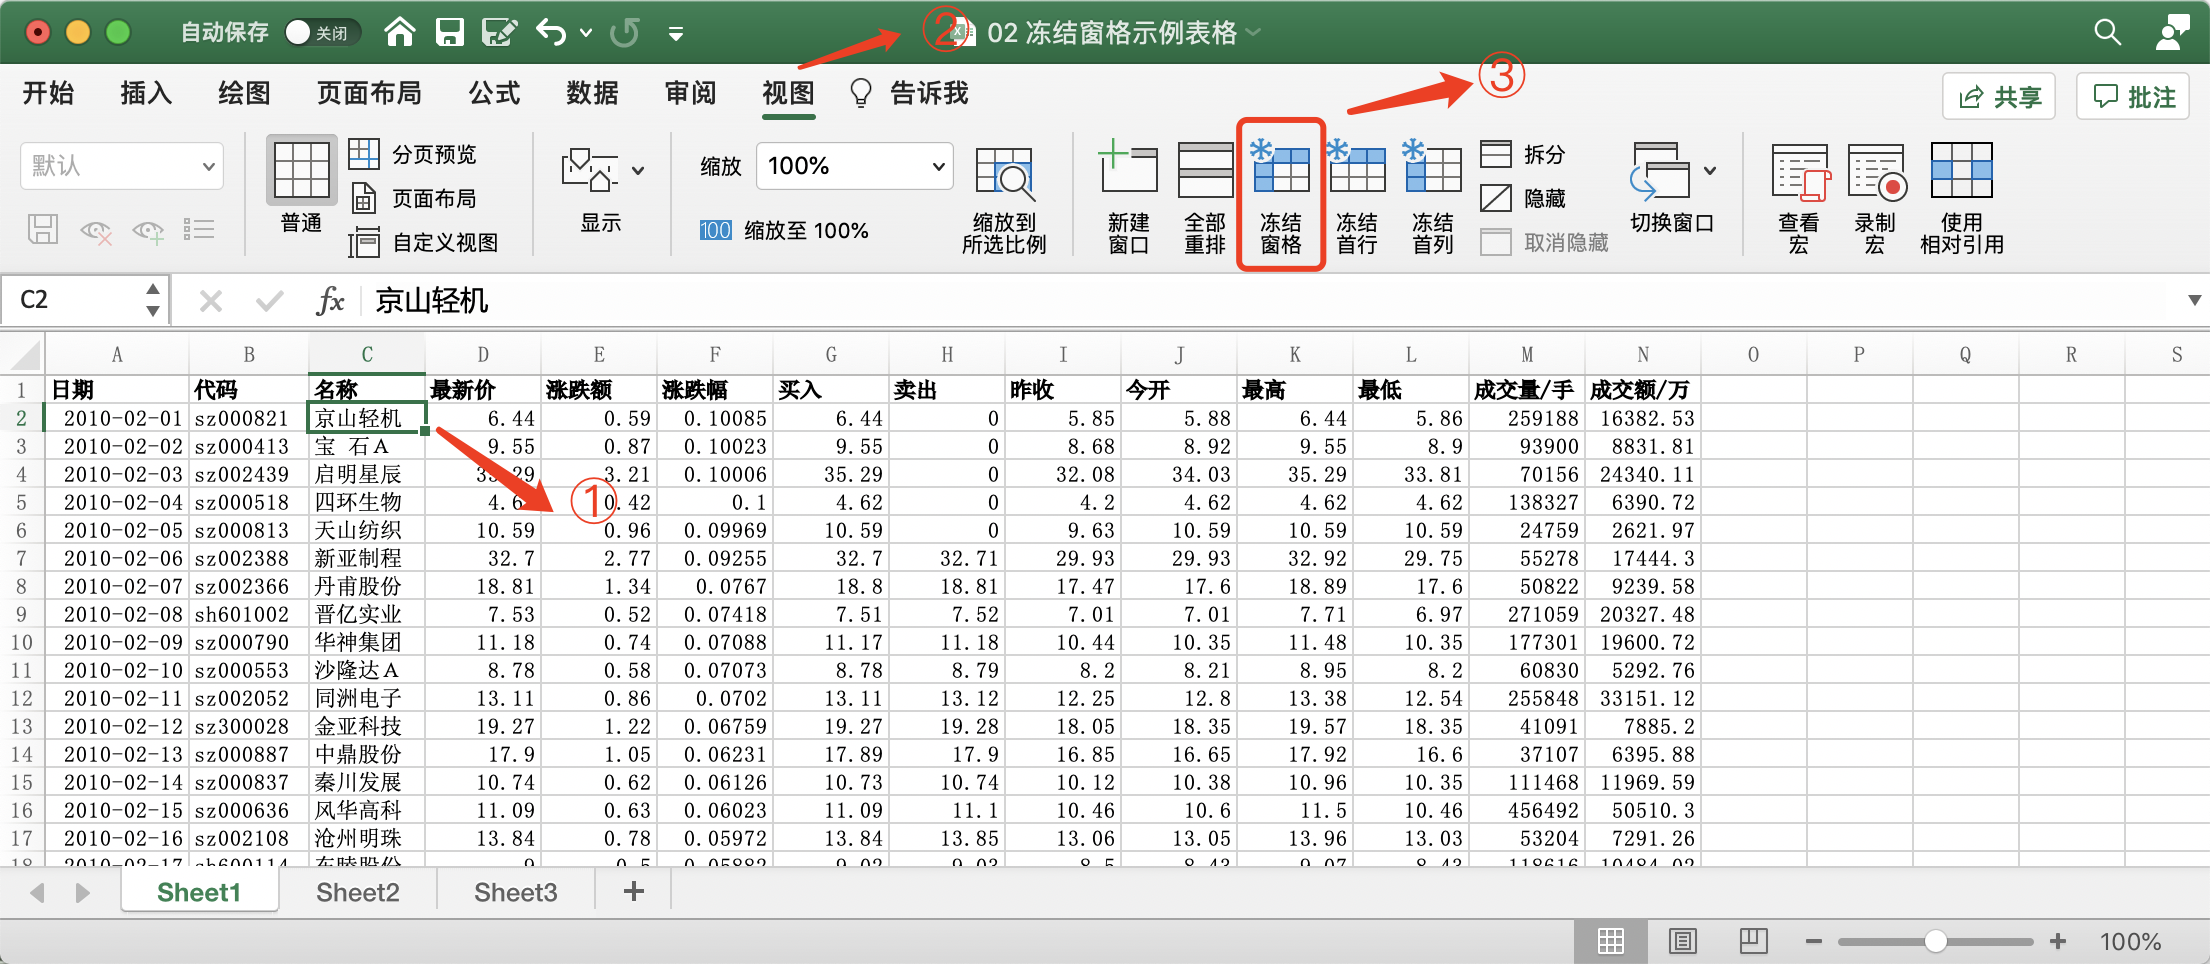 自动保存 关闭 ② 02 冻结窗格示例表格
开始 插入 绘图 页面布局 公式 数据 审阅 视图 告诉我 ③ 共享 批注
默认 普通 分页预览 页面布局 自定义视图 显示 缩放 100% 100 缩放至 100% 缩放到 所选比例 新建 窗口 全部 重排 冻结 窗格 冻结 首行 冻结 首列 拆分 隐藏 取消隐藏 切换窗口 查看 宏 录制 宏 使用 相对引用
C2 fx 京山轻机
A B C D E F G H I J K L M N O P Q R S
1 日期 代码 名称 最新价 涨跌额 涨跌幅 买入 卖出 昨收 今开 最高 最低 成交量/手 成交额/万
2 2010-02-01 sz000821 京山轻机 6.44 0.59 0.10085 6.44 0 5.85 5.88 6.44 5.86 259188 16382.53
3 2010-02-02 sz000413 宝 石A 9.55 0.87 0.10023 9.55 0 8.68 8.92 9.55 8.9 93900 8831.81
4 2010-02-03 sz002439 启明星辰 35.29 3.21 0.10006 35.29 0 32.08 34.03 35.29 33.81 70156 24340.11
5 2010-02-04 sz000518 四环生物 4.62 ① 0.42 0.1 4.62 0 4.2 4.62 4.62 4.62 138327 6390.72
6 2010-02-05 sz000813 天山纺织 10.59 0.96 0.09969 10.59 0 9.63 10.59 10.59 10.59 24759 2621.97
7 2010-02-06 sz002388 新亚制程 32.7 2.77 0.09255 32.7 32.71 29.93 29.93 32.92 29.75 55278 17444.3
8 2010-02-07 sz002366 丹甫股份 18.81 1.34 0.0767 18.8 18.81 17.47 17.6 18.89 17.6 50822 9239.58
9 2010-02-08 sh601002 晋亿实业 7.53 0.52 0.07418 7.51 7.52 7.01 7.01 7.71 6.97 271059 20327.48
10 2010-02-09 sz000790 华神集团 11.18 0.74 0.07088 11.17 11.18 10.44 10.35 11.48 10.35 177301 19600.72
11 2010-02-10 sz000553 沙隆达A 8.78 0.58 0.07073 8.78 8.79 8.2 8.21 8.95 8.2 60830 5292.76
12 2010-02-11 sz002052 同洲电子 13.11 0.86 0.0702 13.11 13.12 12.25 12.8 13.38 12.54 255848 33151.12
13 2010-02-12 sz300028 金亚科技 19.27 1.22 0.06759 19.27 19.28 18.05 18.35 19.57 18.35 41091 7885.2
14 2010-02-13 sz000887 中鼎股份 17.9 1.05 0.06231 17.89 17.9 16.85 16.65 17.92 16.6 37107 6395.88
15 2010-02-14 sz000837 秦川发展 10.74 0.62 0.06126 10.73 10.74 10.12 10.38 10.96 10.35 111468 11969.59
16 2010-02-15 sz000636 风华高科 11.09 0.63 0.06023 11.09 11.1 10.46 10.6 11.5 10.46 456492 50510.3
17 2010-02-16 sz002108 沧州明珠 13.84 0.78 0.05972 13.84 13.85 13.06 13.05 13.96 13.03 53204 7291.26
18 2010-02-17 sh600114 东睦股份 9 0.5 0.05882 9.02 9.03 8.5 8.43 9.07 8.43 118616 10484.02
Sheet1 Sheet2 Sheet3
100%